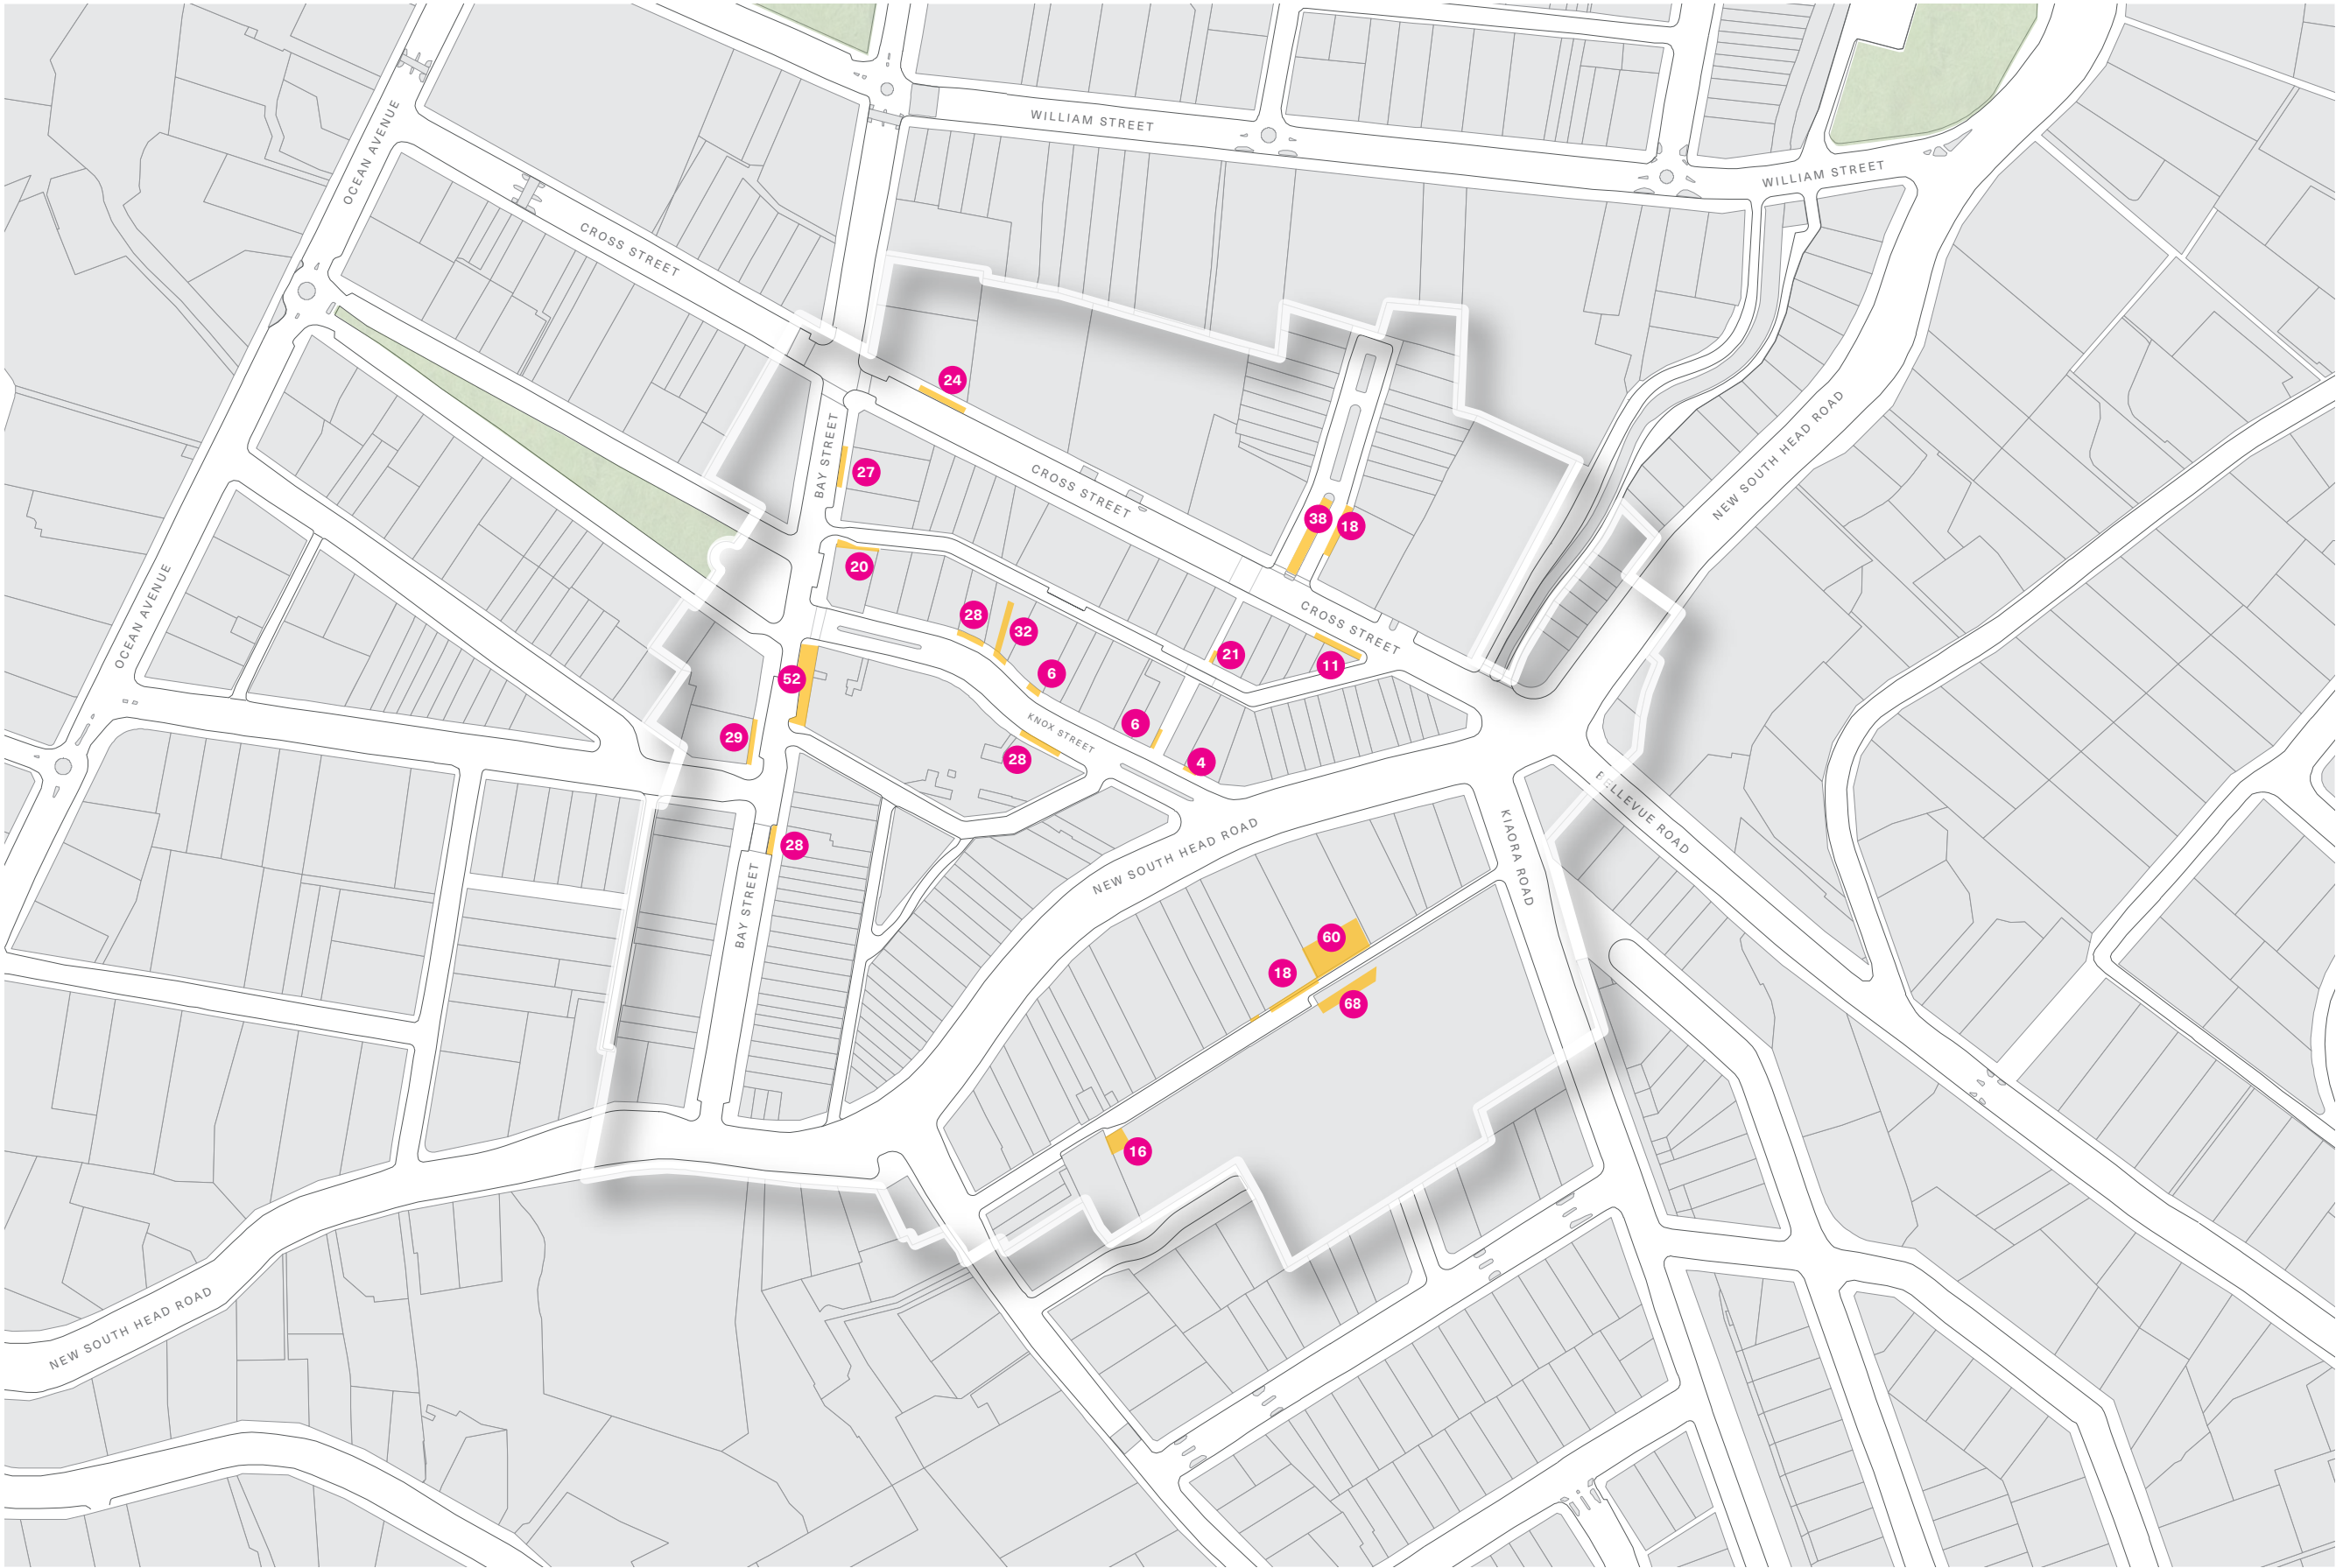 OCEAN AVENUE
WILLIAM STREET
WILLIAM STREET
CROSS STREET
24
BAY STREET
27
CROSS STREET
NEW SOUTH HEAD ROAD
38
18
20
28
32
CROSS STREET
OCEAN AVENUE
21
11
6
52
6
29
KNOX STREET
28
4
BELLEVUE ROAD
28
NEW SOUTH HEAD ROAD
KIAORA ROAD
BAY STREET
60
18
68
16
NEW SOUTH HEAD ROAD